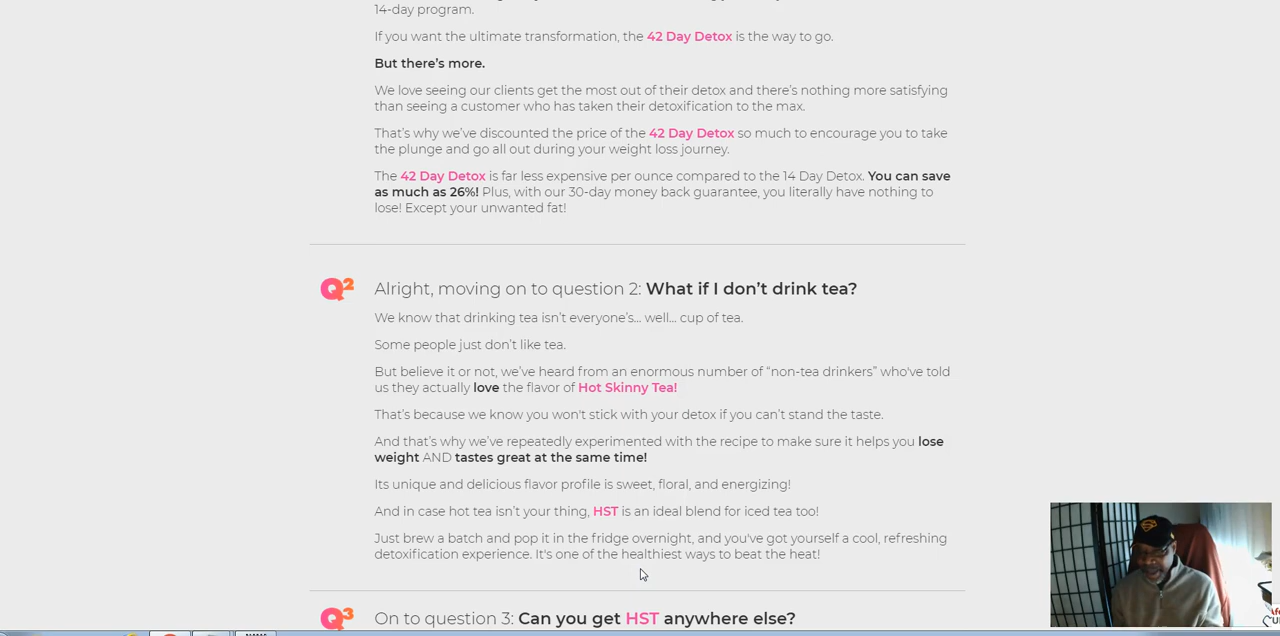 14-day program.
If you want the ultimate transformation, the 42 Day Detox is the way to go.
But there's more.
We love seeing our clients get the most out of their detox and there's nothing more satisfying
than seeing a customer who has taken their detoxification to the max.
That's why we've discounted the price of the 42 Day Detox so much to encourage you to take
the plunge and go all out during your weight loss journey.
The 42 Day Detox is far less expensive per ounce compared to the 14 Day Detox. You can save
as much as 26%! Plus, with our 30-day money back guarantee, you literally have nothing to
lose! Except your unwanted fat!
Q2 Alright, moving on to question 2: What if I don't drink tea?
We know that drinking tea isn't everyone's... well... cup of tea.
Some people just don't like tea.
But believe it or not, we've heard from an enormous number of “non-tea drinkers” who've told
us they actually love the flavor of Hot Skinny Tea!
That's because we know you won't stick with your detox if you can't stand the taste.
And that's why we've repeatedly experimented with the recipe to make sure it helps you lose
weight AND tastes great at the same time!
Its unique and delicious flavor profile is sweet, floral, and energizing!
And in case hot tea isn't your thing, HST is an ideal blend for iced tea too!
Just brew a batch and pop it in the fridge overnight, and you've got yourself a cool, refreshing
detoxification experience. It's one of the healthiest ways to beat the heat!
Q3 On to question 3: Can you get HST anywhere else?